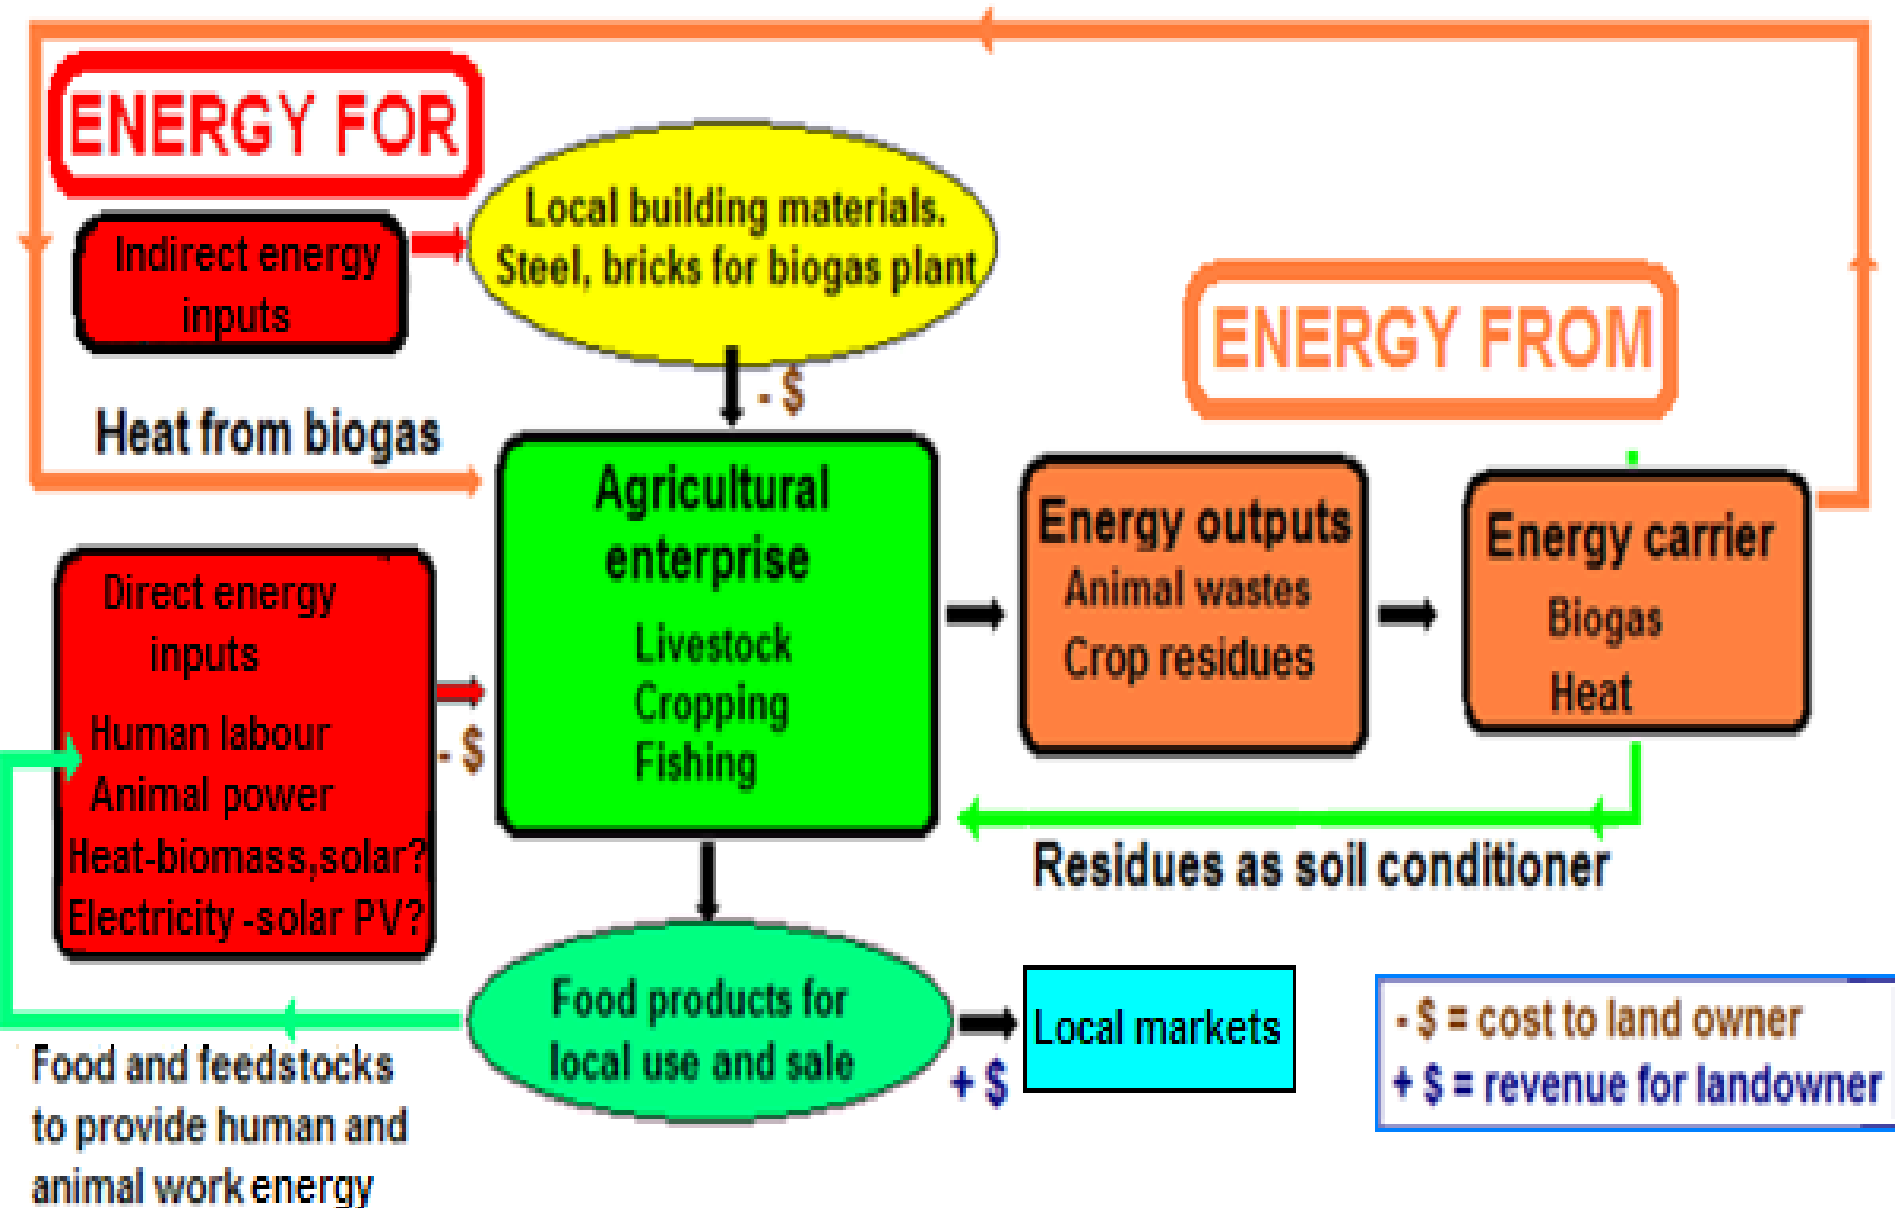 ENERGY FOR
Indirect energy
inputs
Local building materials.
Steel, bricks for biogas plant
- $
ENERGY FROM
Heat from biogas
Agricultural
enterprise
Livestock
Cropping
Fishing
Energy outputs
Animal wastes
Crop residues
Energy carrier
Biogas
Heat
Direct energy
inputs
Human labour
Animal power
Heat-biomass,solar?
Electricity -solar PV?
- $
Residues as soil conditioner
Food products for
local use and sale
+ $
Local markets
- $ = cost to land owner
+ $ = revenue for landowner
Food and feedstocks
to provide human and
animal work energy